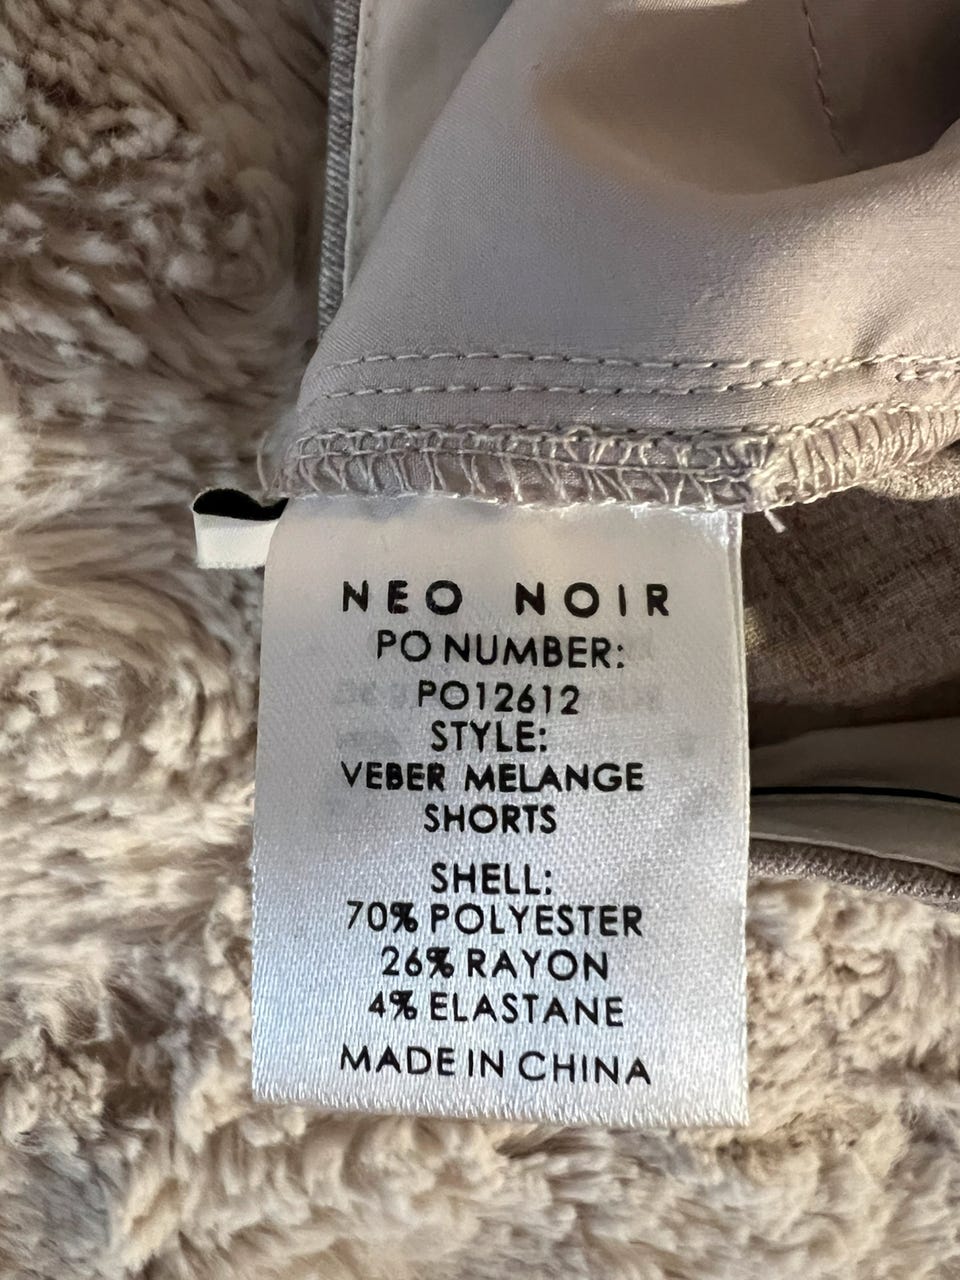 NEO NOIR
PO NUMBER:
PO12612
STYLE:
VEBER MELANGE
SHORTS
SHELL:
70% POLYESTER
26% RAYON
4% ELASTANE
MADE IN CHINA